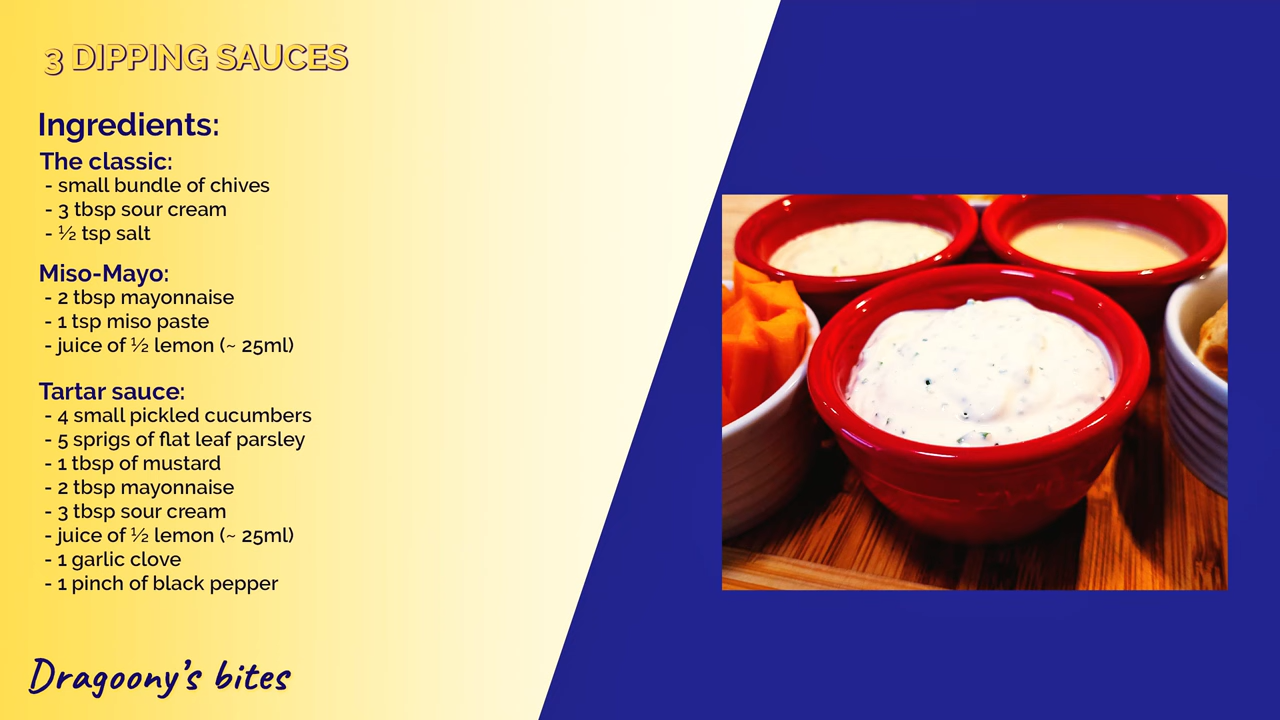 3 DIPPING SAUCES
Ingredients:
The classic:
- small bundle of chives
- 3 tbsp sour cream
- ½ tsp salt
Miso-Mayo:
- 2 tbsp mayonnaise
- 1 tsp miso paste
- juice of ½ lemon (~ 25ml)
Tartar sauce:
- 4 small pickled cucumbers
- 5 sprigs of flat leaf parsley
- 1 tbsp of mustard
- 2 tbsp mayonnaise
- 3 tbsp sour cream
- juice of ½ lemon (~ 25ml)
- 1 garlic clove
- 1 pinch of black pepper
Dragoony's bites